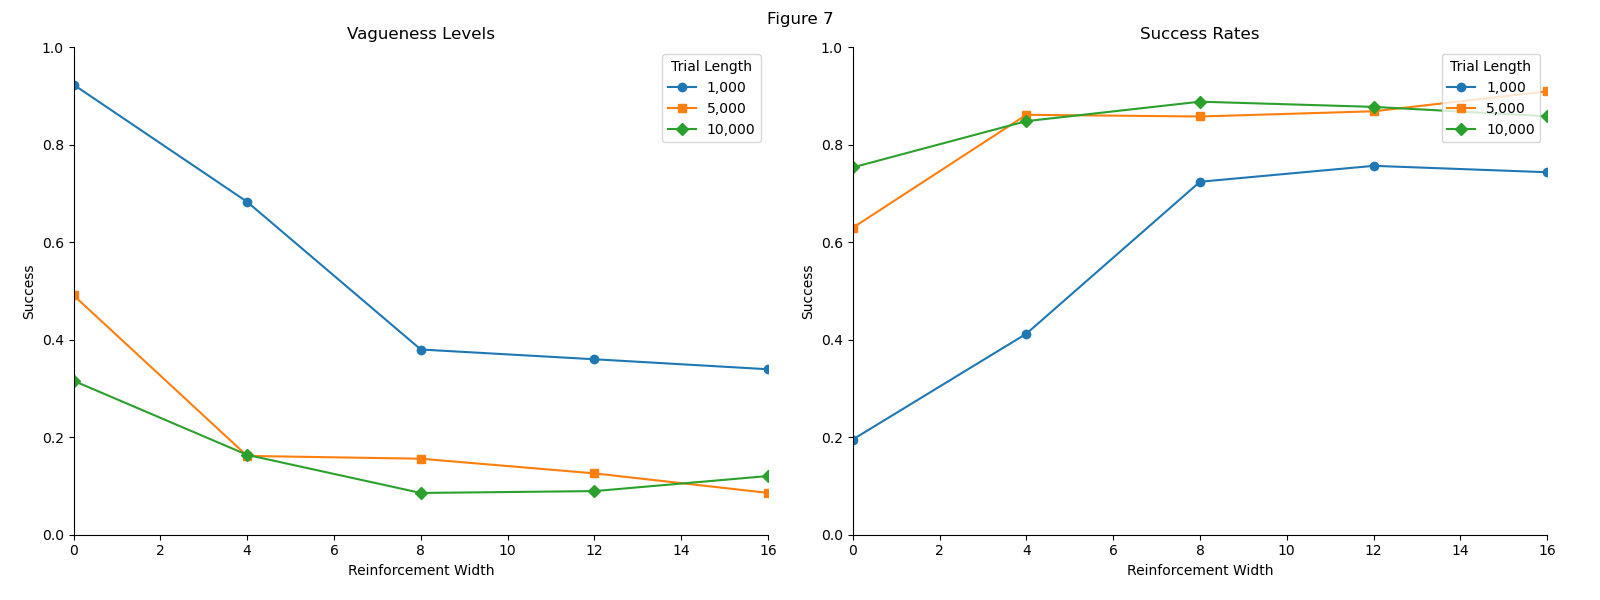 Figure 7
Vagueness Levels
1.0
0.8
0.6
0.4
0.2
0.0
Success
0 2 4 6 8 10 12 14 16
Reinforcement Width
Trial Length
1,000
5,000
10,000
Success Rates
1.0
0.8
0.6
0.4
0.2
0.0
Success
0 2 4 6 8 10 12 14 16
Reinforcement Width
Trial Length
1,000
5,000
10,000